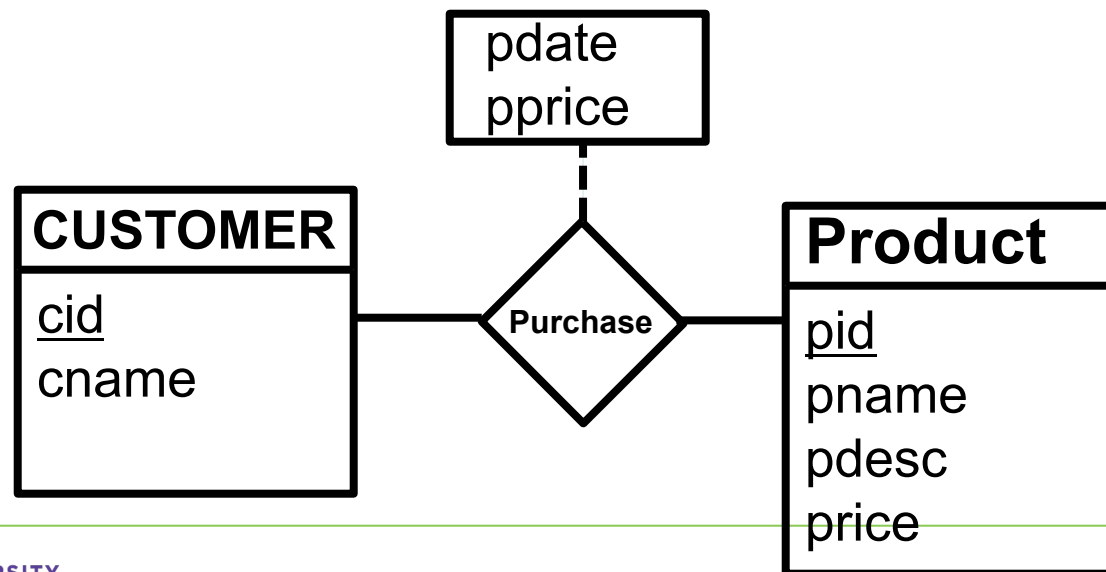 pdate
pprice
CUSTOMER
cid
cname
Purchase
Product
pid
pname
pdesc
price